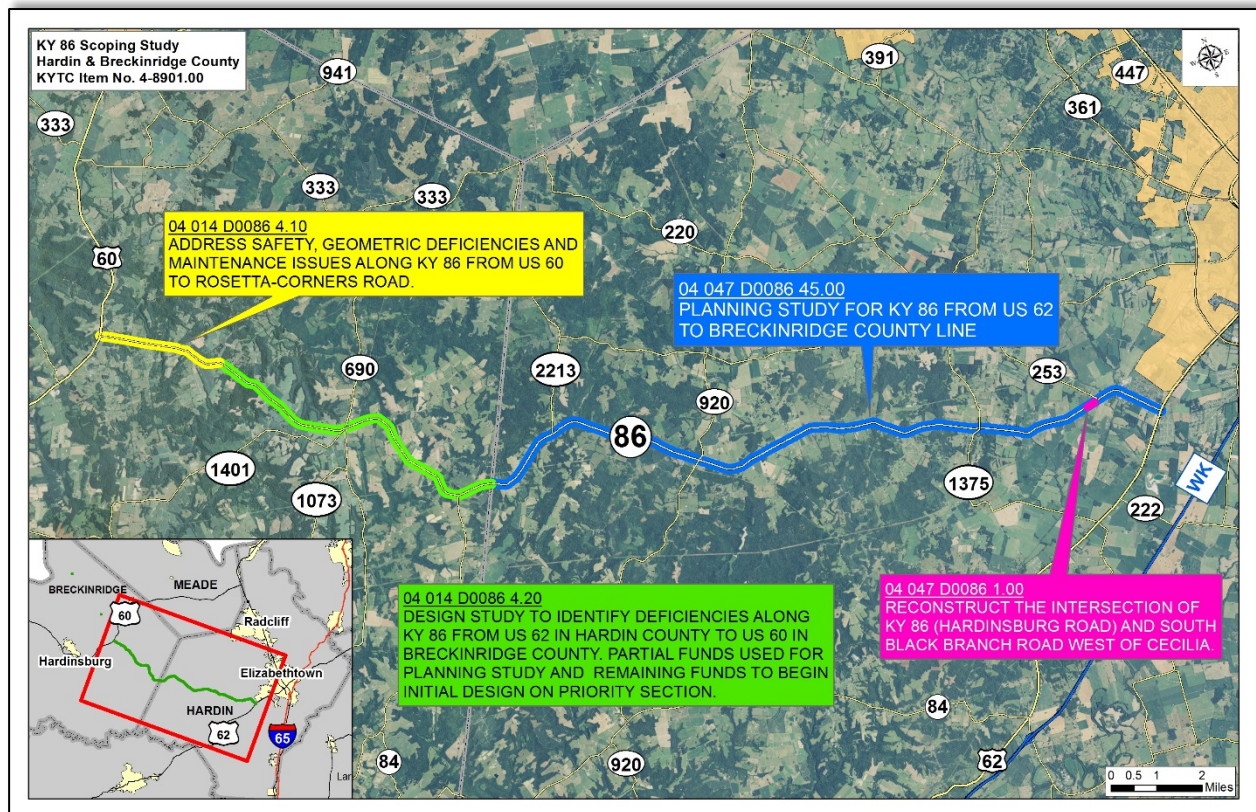 KY 86 Scoping Study
Hardin & Breckinridge County
KYTC Item No. 4-8901.00
941
391
447
333
361
333
333
220
04 014 D0086 4.10
ADDRESS SAFETY, GEOMETRIC DEFICIENCIES AND
MAINTENANCE ISSUES ALONG KY 86 FROM US 60
TO ROSETTA-CORNERS ROAD.
60
04 047 D0086 45.00
PLANNING STUDY FOR KY 86 FROM US 62
TO BRECKINRIDGE COUNTY LINE
690
2213
253
920
86
1401
1073
1375
WK
222
04 014 D0086 4.20
DESIGN STUDY TO IDENTIFY DEFICIENCIES ALONG
KY 86 FROM US 62 IN HARDIN COUNTY TO US 60 IN
BRECKINRIDGE COUNTY. PARTIAL FUNDS USED FOR
PLANNING STUDY AND REMAINING FUNDS TO BEGIN
INITIAL DESIGN ON PRIORITY SECTION.
04 047 D0086 1.00
RECONSTRUCT THE INTERSECTION OF
KY 86 (HARDINSBURG ROAD) AND SOUTH
BLACK BRANCH ROAD WEST OF CECILIA.
BRECKINRIDGE
MEADE
60
Radcliff
Hardinsburg
Elizabethtown
HARDIN
62
65
Lar
84
920
84
62
0 0.5 1 2
Miles